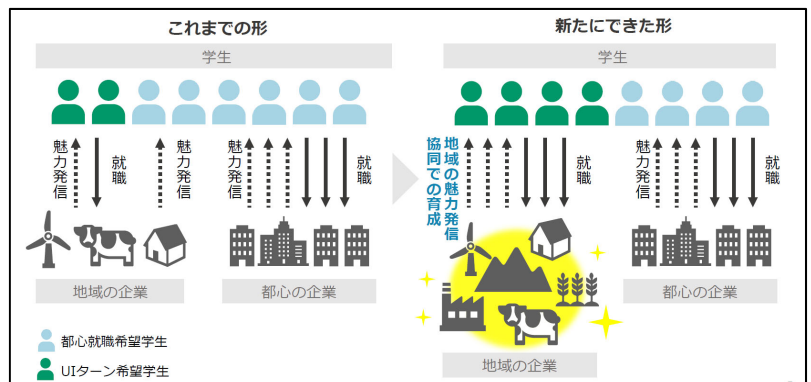 これまでの形
学生
魅力発信
就職
魅力発信
魅力発信
就職
地域の企業
都心の企業
都心就職希望学生
UIターン希望学生
新たにできた形
学生
地域の魅力発信
協同での育成
就職
魅力発信
就職
地域の企業
都心の企業